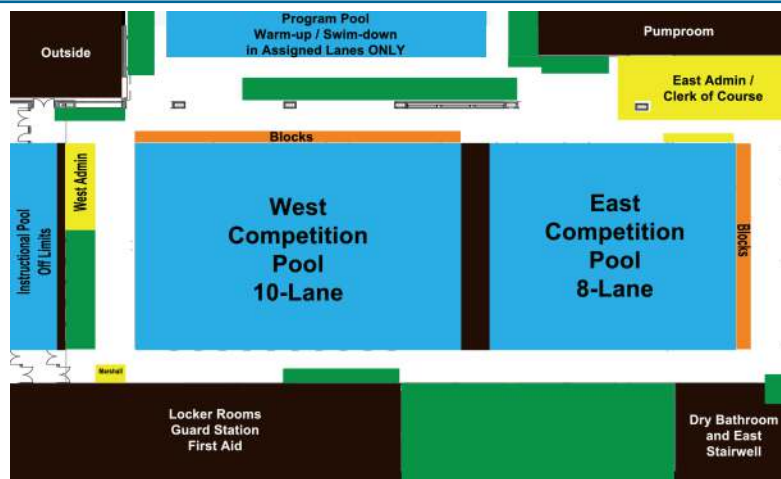 Program Pool
Warm-up / Swim-down
in Assigned Lanes ONLY
Outside
Pumproom
East Admin /
Clerk of Course
Blocks
West Admin
Instructional Pool
Off Limits
West
Competition
Pool
10-Lane
East
Competition
Pool
8-Lane
Blocks
Marshall
Locker Rooms
Guard Station
First Aid
Dry Bathroom
and East
Stairwell